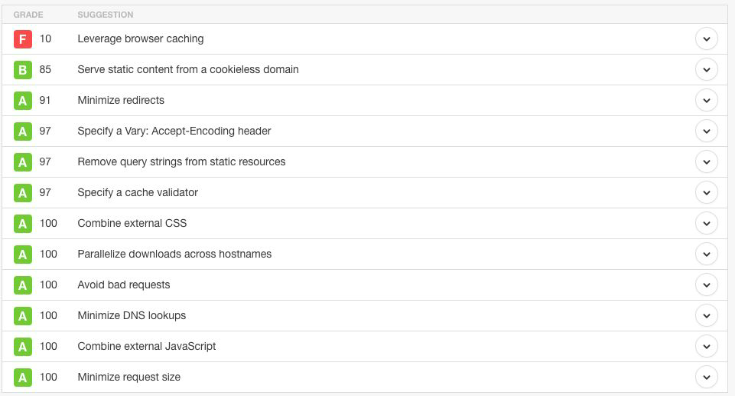 GRADE SUGGESTION
F 10 Leverage browser caching
B 85 Serve static content from a cookieless domain
A 91 Minimize redirects
A 97 Specify a Vary: Accept-Encoding header
A 97 Remove query strings from static resources
A 97 Specify a cache validator
A 100 Combine external CSS
A 100 Parallelize downloads across hostnames
A 100 Avoid bad requests
A 100 Minimize DNS lookups
A 100 Combine external JavaScript
A 100 Minimize request size